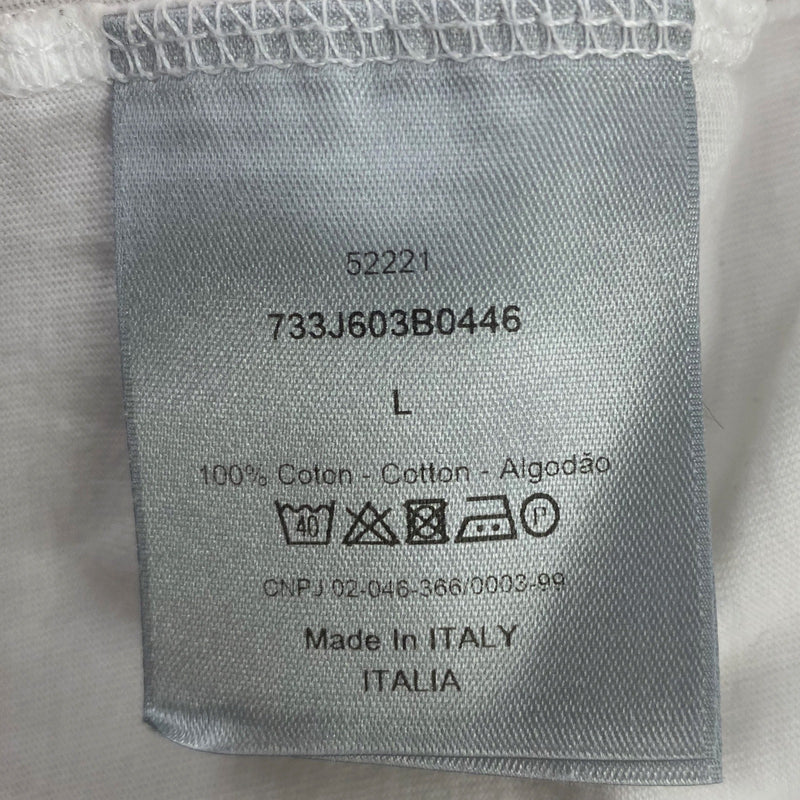 52221
733J603B0446
L
100% Coton - Cotton - Algodão
40 P
CNPJ 02-046-366/0003-99
Made In ITALY
ITALIA